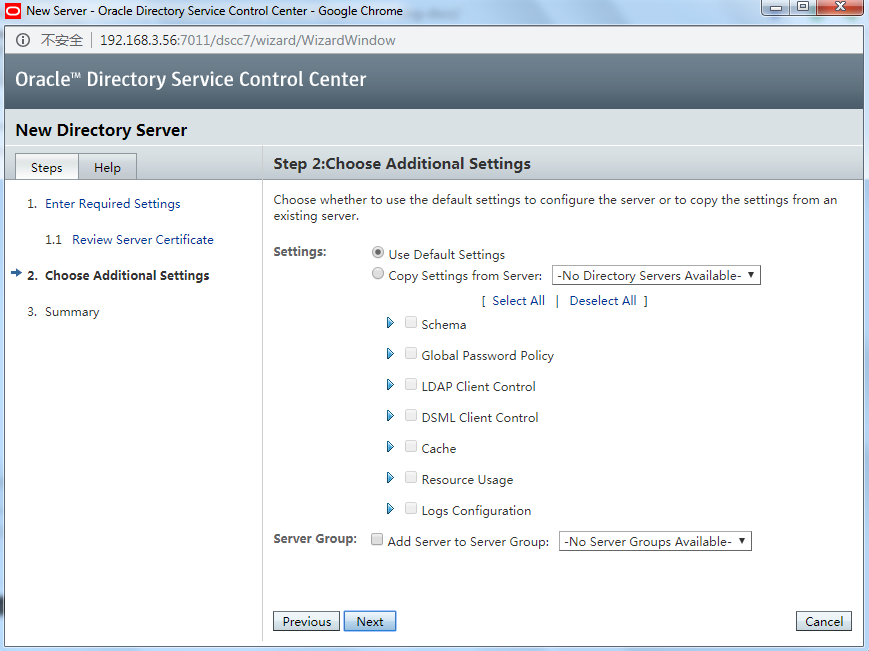 New Server - Oracle Directory Service Control Center - Google Chrome
不安全 | 192.168.3.56:7011/dscc7/wizard/WizardWindow
Oracle™ Directory Service Control Center
New Directory Server
Steps Help
1. Enter Required Settings
1.1 Review Server Certificate
2. Choose Additional Settings
3. Summary
Step 2:Choose Additional Settings
Choose whether to use the default settings to configure the server or to copy the settings from an
existing server.
Settings: Use Default Settings
Copy Settings from Server: -No Directory Servers Available-
[ Select All | Deselect All ]
Schema
Global Password Policy
LDAP Client Control
DSML Client Control
Cache
Resource Usage
Logs Configuration
Server Group: Add Server to Server Group: -No Server Groups Available-
Previous Next Cancel